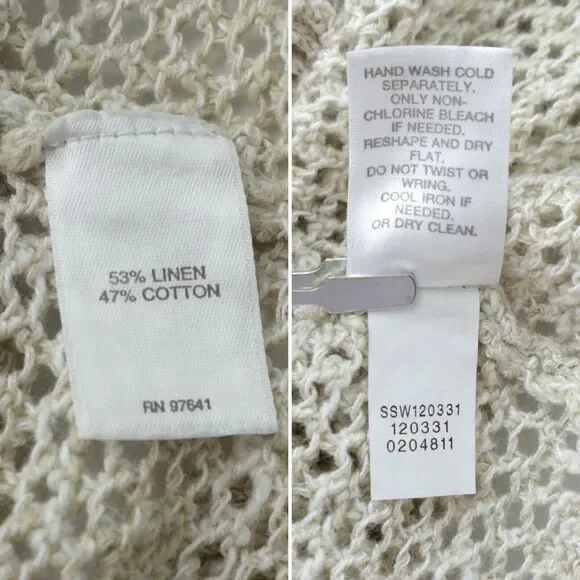 53% LINEN
47% COTTON
RN 97641
HAND WASH COLD
SEPARATELY.
ONLY NON-
CHLORINE BLEACH
IF NEEDED.
RESHAPE AND DRY
FLAT.
DO NOT TWIST OR
WRING.
COOL IRON IF
NEEDED.
OR DRY CLEAN.
SSW120331
120331
0204811